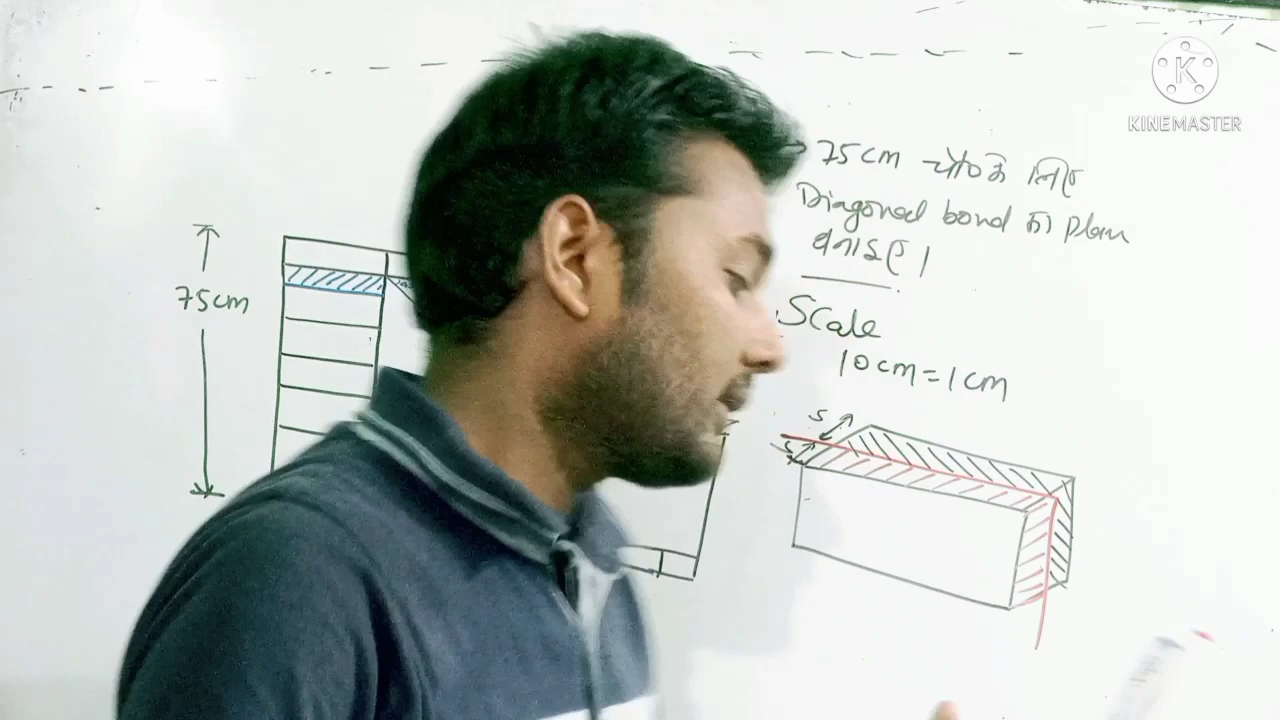 KINEMASTER
→ 75cm चौ० के लिए
Diagonal bond का plan
बनाइए।
Scale
10cm=1cm
75cm
5
5